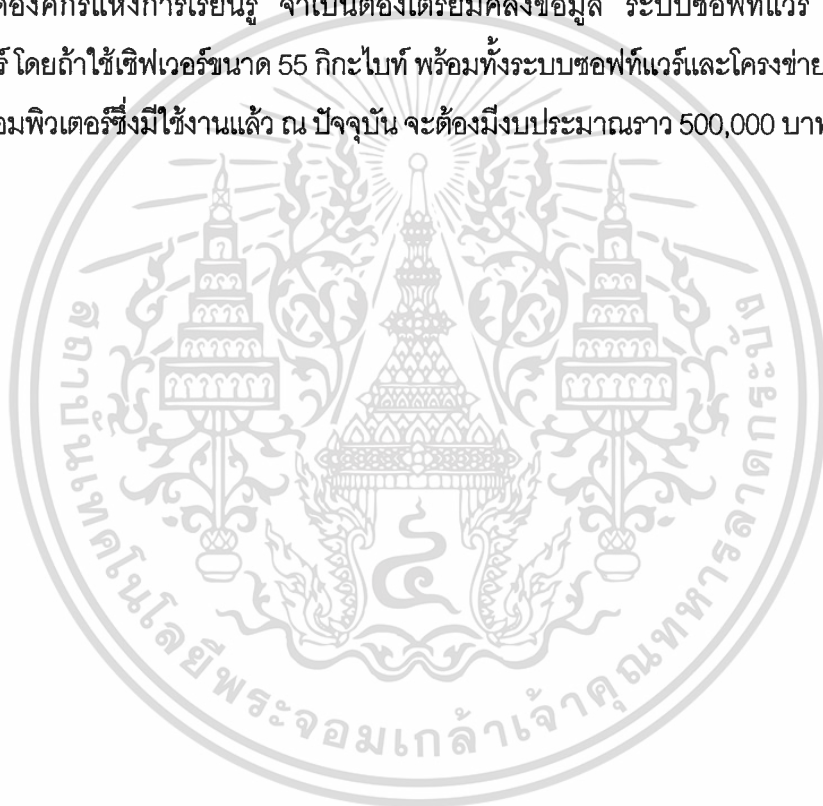 องค์กรแห่งการเรียนรู้ จำเป็นต้องเตรียมคลังข้อมูล ระบบซอฟท์แวร์
โดยถ้าใช้เซิฟเวอร์ขนาด 55 กิกะไบท์ พร้อมทั้งระบบซอฟท์แวร์และโครงข่าย
อมพิวเตอร์ซึ่งมีใช้งานแล้ว ณ ปัจจุบัน จะต้องมีงบประมาณราว 500,000 บาท
สถาบันเทคโนโลยีพระจอมเกล้าเจ้าคุณทหารลาดกระบัง
๔